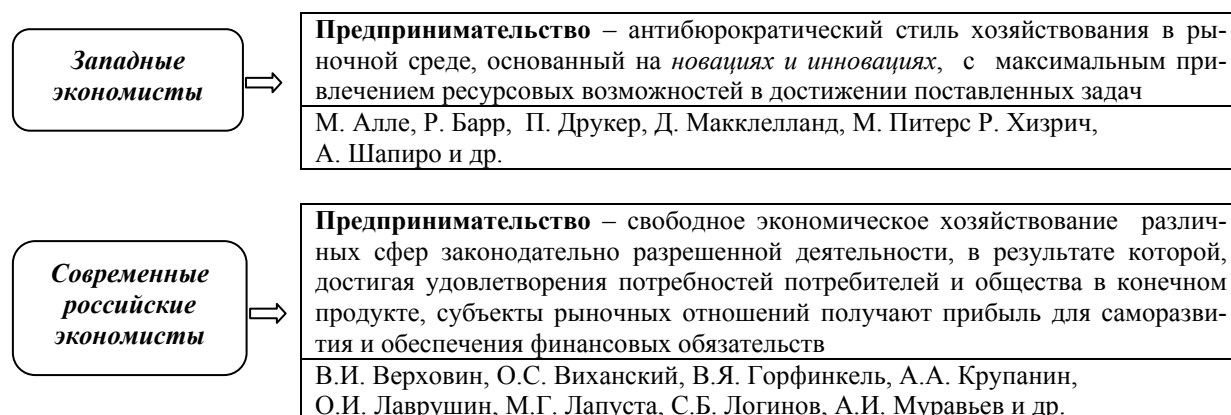 Западные
экономисты
Предпринимательство – антибюрократический стиль хозяйствования в ры-
ночной среде, основанный на новациях и инновациях, с максимальным при-
влечением ресурсовых возможностей в достижении поставленных задач
М. Алле, Р. Барр, П. Друкер, Д. Макклелланд, М. Питерс Р. Хизрич,
А. Шапиро и др.
Современные
российские
экономисты
Предпринимательство – свободное экономическое хозяйствование различ-
ных сфер законодательно разрешенной деятельности, в результате которой,
достигая удовлетворения потребностей потребителей и общества в конечном
продукте, субъекты рыночных отношений получают прибыль для саморазви-
тия и обеспечения финансовых обязательств
В.И. Верховин, О.С. Виханский, В.Я. Горфинкель, А.А. Крупанин,
О.И. Лаврушин, М.Г. Лапуста, С.Б. Логинов, А.И. Муравьев и др.